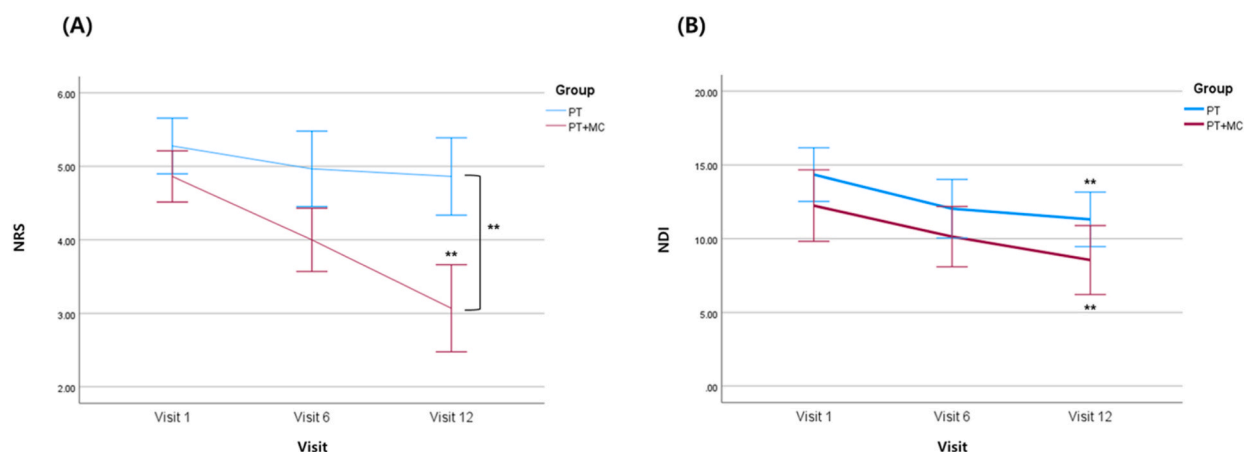 (A)
Group
PT
PT+MC
6.00
5.00
4.00
3.00
2.00
NRS
**
**
Visit 1
Visit 6
Visit 12
Visit
(B)
Group
PT
PT+MC
20.00
15.00
10.00
5.00
.00
NDI
**
**
Visit 1
Visit 6
Visit 12
Visit